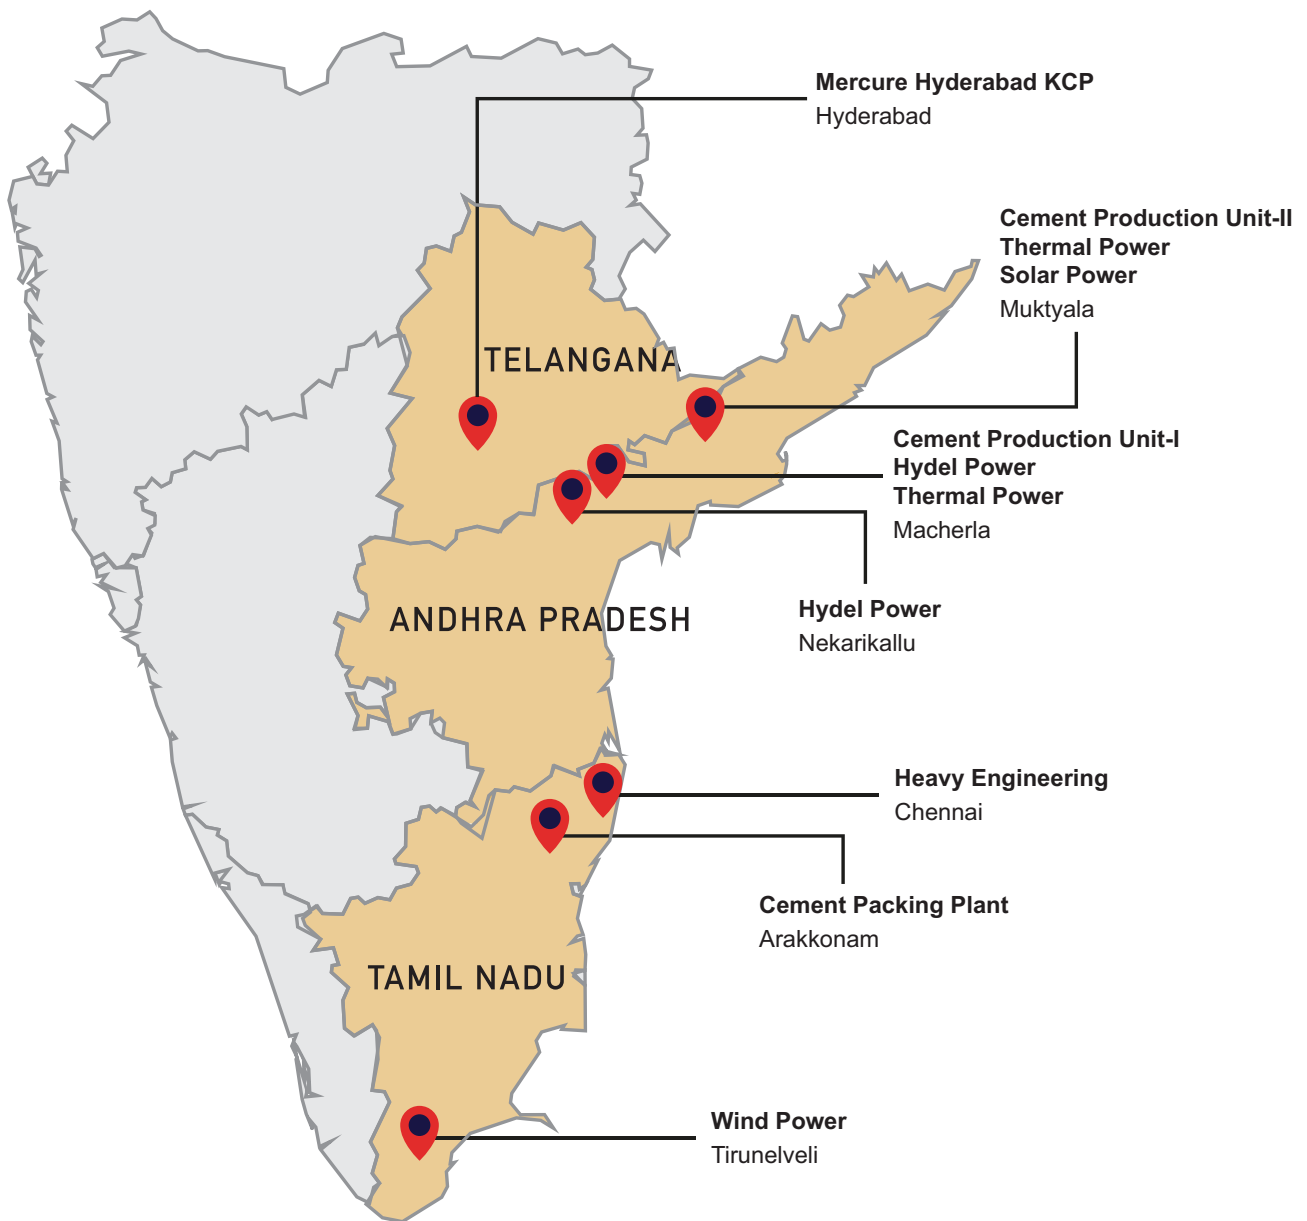 Mercure Hyderabad KCP
Hyderabad
Cement Production Unit-II
Thermal Power
Solar Power
Muktyala
TELANGANA
Cement Production Unit-I
Hydel Power
Thermal Power
Macherla
Hydel Power
Nekarikallu
ANDHRA PRADESH
Heavy Engineering
Chennai
Cement Packing Plant
Arakkonam
TAMIL NADU
Wind Power
Tirunelveli